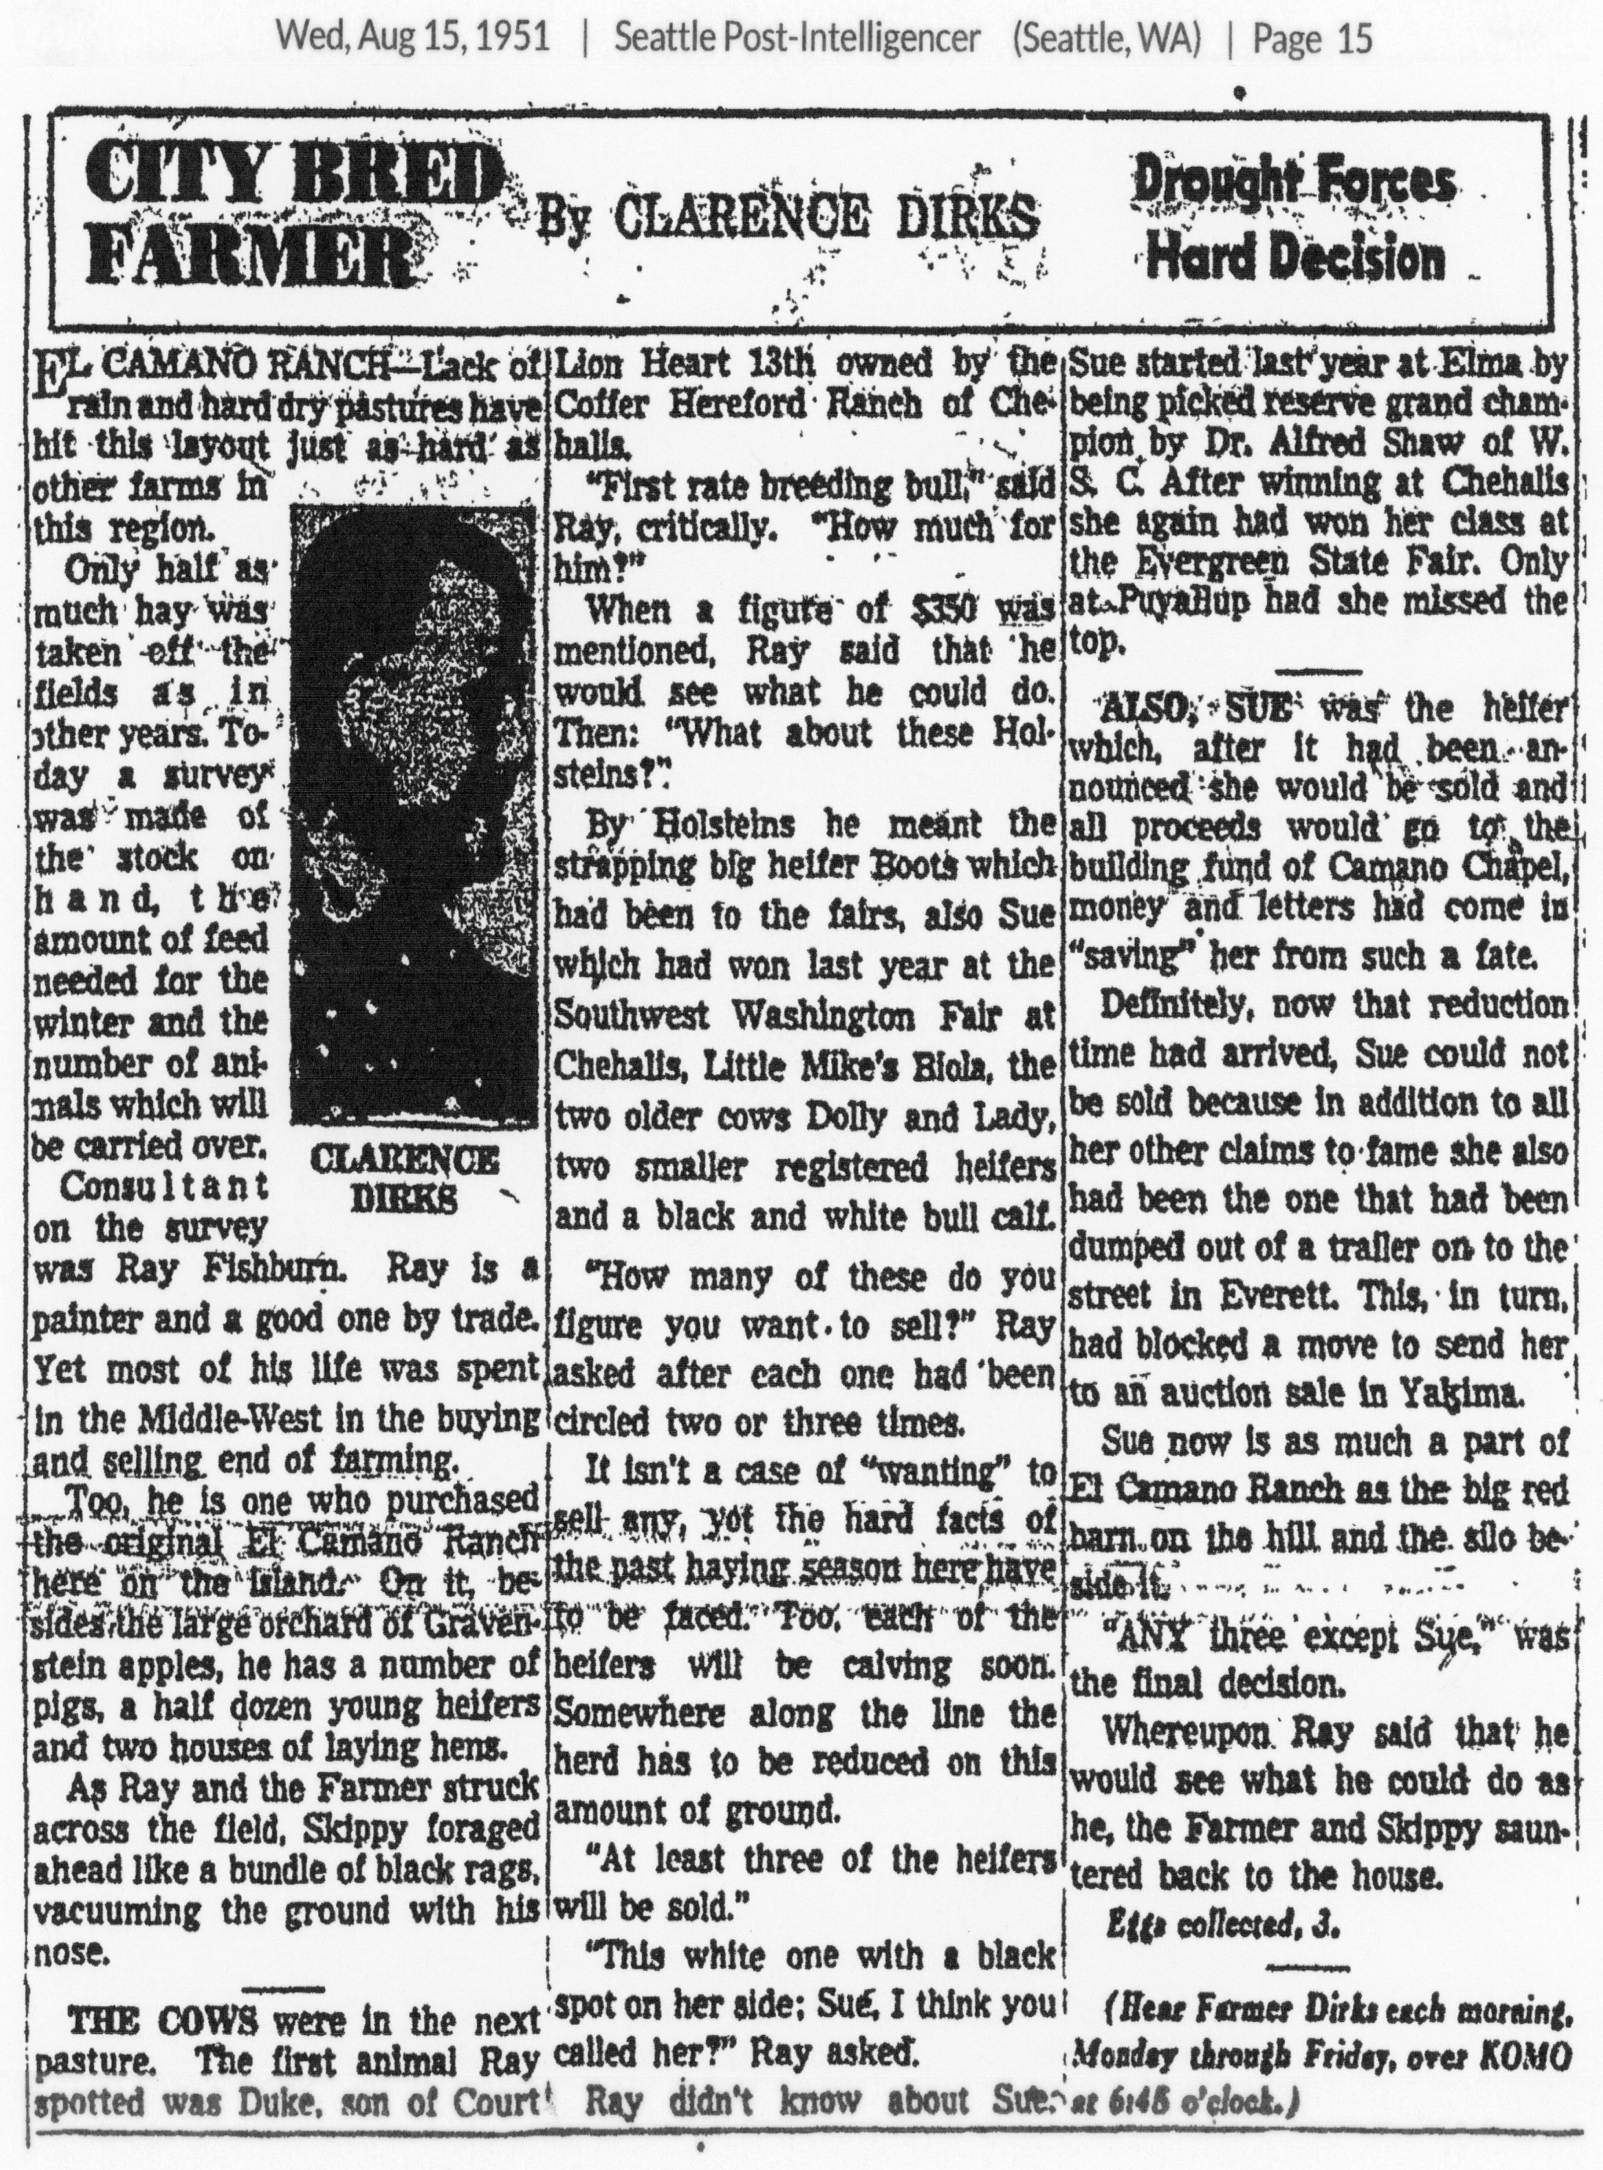 Wed, Aug 15, 1951 | Seattle Post-Intelligencer (Seattle, WA) | Page 15
CITY BRED
FARMER
By CLARENCE DIRKS
Drought Forces
Hard Decision
EL CAMANO RANCH—Lack of
rain and hard dry pastures have
hit this layout just as hard as
other farms in
this region.
Only half as
much hay was
taken off the
fields as in
other years. To-
day a survey
was made of
the stock on
hand, the
amount of feed
needed for the
winter and the
number of ani-
mals which will
be carried over.
Consultant
on the survey
CLARENCE
DIRKS
was Ray Fishburn. Ray is a
painter and a good one by trade.
Yet most of his life was spent
in the Middle-West in the buying
and selling end of farming.
Too, he is one who purchased
the original El Camano Ranch
here on the island. On it, be-
sides the large orchard of Graven-
stein apples, he has a number of
pigs, a half dozen young heifers
and two houses of laying hens.
As Ray and the Farmer struck
across the field, Skippy foraged
ahead like a bundle of black rags,
vacuuming the ground with his
nose.
THE COWS were in the next
pasture. The first animal Ray
spotted was Duke, son of Court
Lion Heart 13th owned by the
Coffer Hereford Ranch of Che-
halis.
"First rate breeding bull," said
Ray, critically. "How much for
him?"
When a figure of $350 was
mentioned, Ray said that he
would see what he could do.
Then: "What about these Hol-
steins?"
By Holsteins he meant the
strapping big heifer Boots which
had been to the fairs, also Sue
which had won last year at the
Southwest Washington Fair at
Chehalis, Little Mike's Biola, the
two older cows Dolly and Lady,
two smaller registered heifers
and a black and white bull calf.
"How many of these do you
figure you want to sell?" Ray
asked after each one had been
circled two or three times.
It isn't a case of "wanting" to
sell any, yot the hard facts of
the past haying season here have
to be faced. Too, each of the
heifers will be calving soon.
Somewhere along the line the
herd has to be reduced on this
amount of ground.
"At least three of the heifers
will be sold."
"This white one with a black
spot on her side; Sue, I think you
called her?" Ray asked.
Ray didn't know about Sue.
Sue started last year at Elma by
being picked reserve grand cham-
pion by Dr. Alfred Shaw of W.
S. C. After winning at Chehalis
she again had won her class at
the Evergreen State Fair. Only
at Puyallup had she missed the
top.
ALSO, SUE was the heifer
which, after it had been an-
nounced she would be sold and
all proceeds would go to the
building fund of Camano Chapel,
money and letters had come in
"saving" her from such a fate.
Definitely, now that reduction
time had arrived, Sue could not
be sold because in addition to all
her other claims to fame she also
had been the one that had been
dumped out of a trailer on to the
street in Everett. This, in turn,
had blocked a move to send her
to an auction sale in Yakima.
Sue now is as much a part of
El Camano Ranch as the big red
barn on the hill and the silo be-
side it.
"ANY three except Sue," was
the final decision.
Whereupon Ray said that he
would see what he could do as
he, the Farmer and Skippy saun-
tered back to the house.
Eggs collected, 3.
(Hear Farmer Dirks each morning,
Monday through Friday, over KOMO
at 6:45 o'clock.)